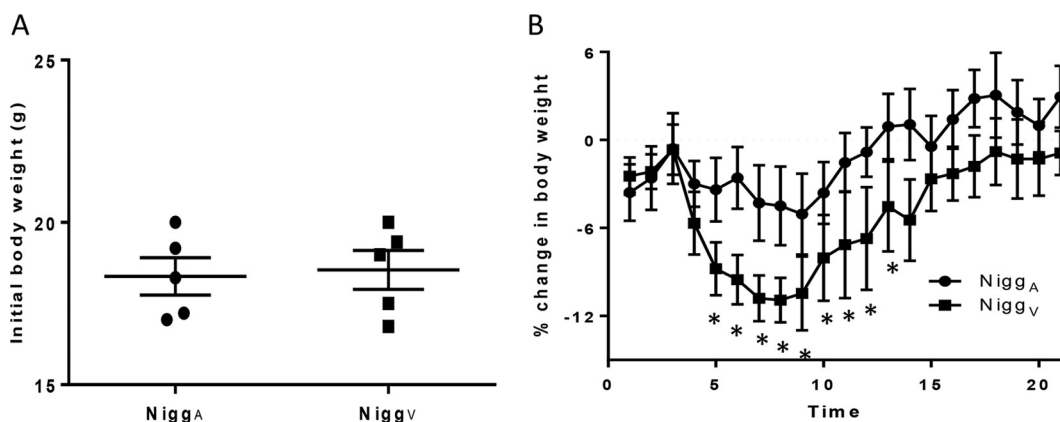 A
Initial body weight (g)
25
20
15
NiggA
NiggV
B
% change in body weight
6
0
-6
-12
* * * * * * * * *
NiggA
NiggV
0 5 10 15 20
Time